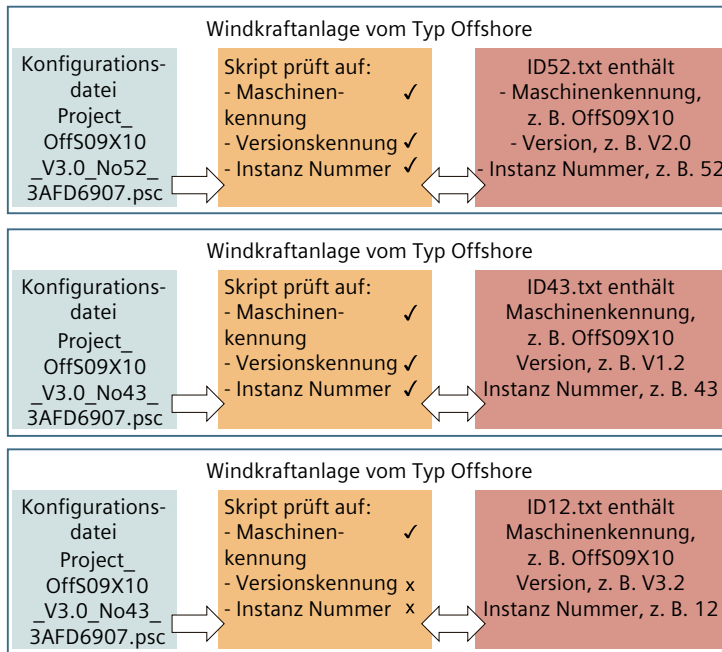 Windkraftanlage vom Typ Offshore
Konfigurations-
datei
Project_
OffS09X10
_V3.0_No52_
3AFD6907.psc
Skript prüft auf:
- Maschinen- ✓
kennung
- Versionskennung ✓
- Instanz Nummer ✓
ID52.txt enthält
- Maschinenkennung,
z. B. OffS09X10
- Version, z. B. V2.0
- Instanz Nummer, z. B. 52
Windkraftanlage vom Typ Offshore
Konfigurations-
datei
Project_
OffS09X10
_V3.0_No43_
3AFD6907.psc
Skript prüft auf:
- Maschinen- ✓
kennung
- Versionskennung ✓
- Instanz Nummer ✓
ID43.txt enthält
Maschinenkennung,
z. B. OffS09X10
Version, z. B. V1.2
Instanz Nummer, z. B. 43
Windkraftanlage vom Typ Offshore
Konfigurations-
datei
Project_
OffS09X10
_V3.0_No43_
3AFD6907.psc
Skript prüft auf:
- Maschinen- ✓
kennung
- Versionskennung x
- Instanz Nummer x
ID12.txt enthält
Maschinenkennung,
z. B. OffS09X10
Version, z. B. V3.2
Instanz Nummer, z. B. 12